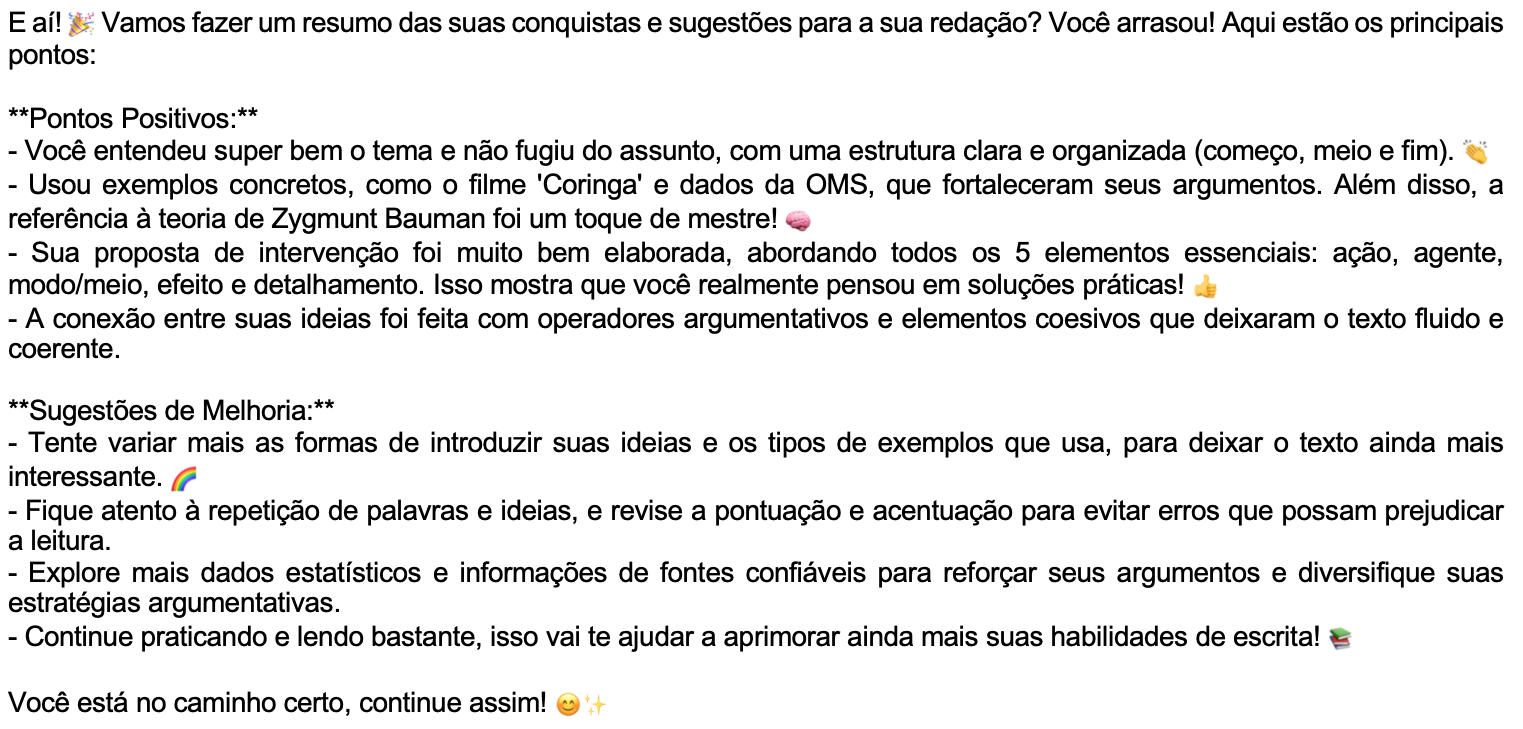 E aí! 🎉 Vamos fazer um resumo das suas conquistas e sugestões para a sua redação? Você arrasou! Aqui estão os principais
pontos:
**Pontos Positivos:**
- Você entendeu super bem o tema e não fugiu do assunto, com uma estrutura clara e organizada (começo, meio e fim). 👏
- Usou exemplos concretos, como o filme 'Coringa' e dados da OMS, que fortaleceram seus argumentos. Além disso, a
referência à teoria de Zygmunt Bauman foi um toque de mestre! 🧠
- Sua proposta de intervenção foi muito bem elaborada, abordando todos os 5 elementos essenciais: ação, agente,
modo/meio, efeito e detalhamento. Isso mostra que você realmente pensou em soluções práticas! 👍
- A conexão entre suas ideias foi feita com operadores argumentativos e elementos coesivos que deixaram o texto fluido e
coerente.
**Sugestões de Melhoria:**
- Tente variar mais as formas de introduzir suas ideias e os tipos de exemplos que usa, para deixar o texto ainda mais
interessante. 🌈
- Fique atento à repetição de palavras e ideias, e revise a pontuação e acentuação para evitar erros que possam prejudicar
a leitura.
- Explore mais dados estatísticos e informações de fontes confiáveis para reforçar seus argumentos e diversifique suas
estratégias argumentativas.
- Continue praticando e lendo bastante, isso vai te ajudar a aprimorar ainda mais suas habilidades de escrita! 📚
Você está no caminho certo, continue assim! 😊✨